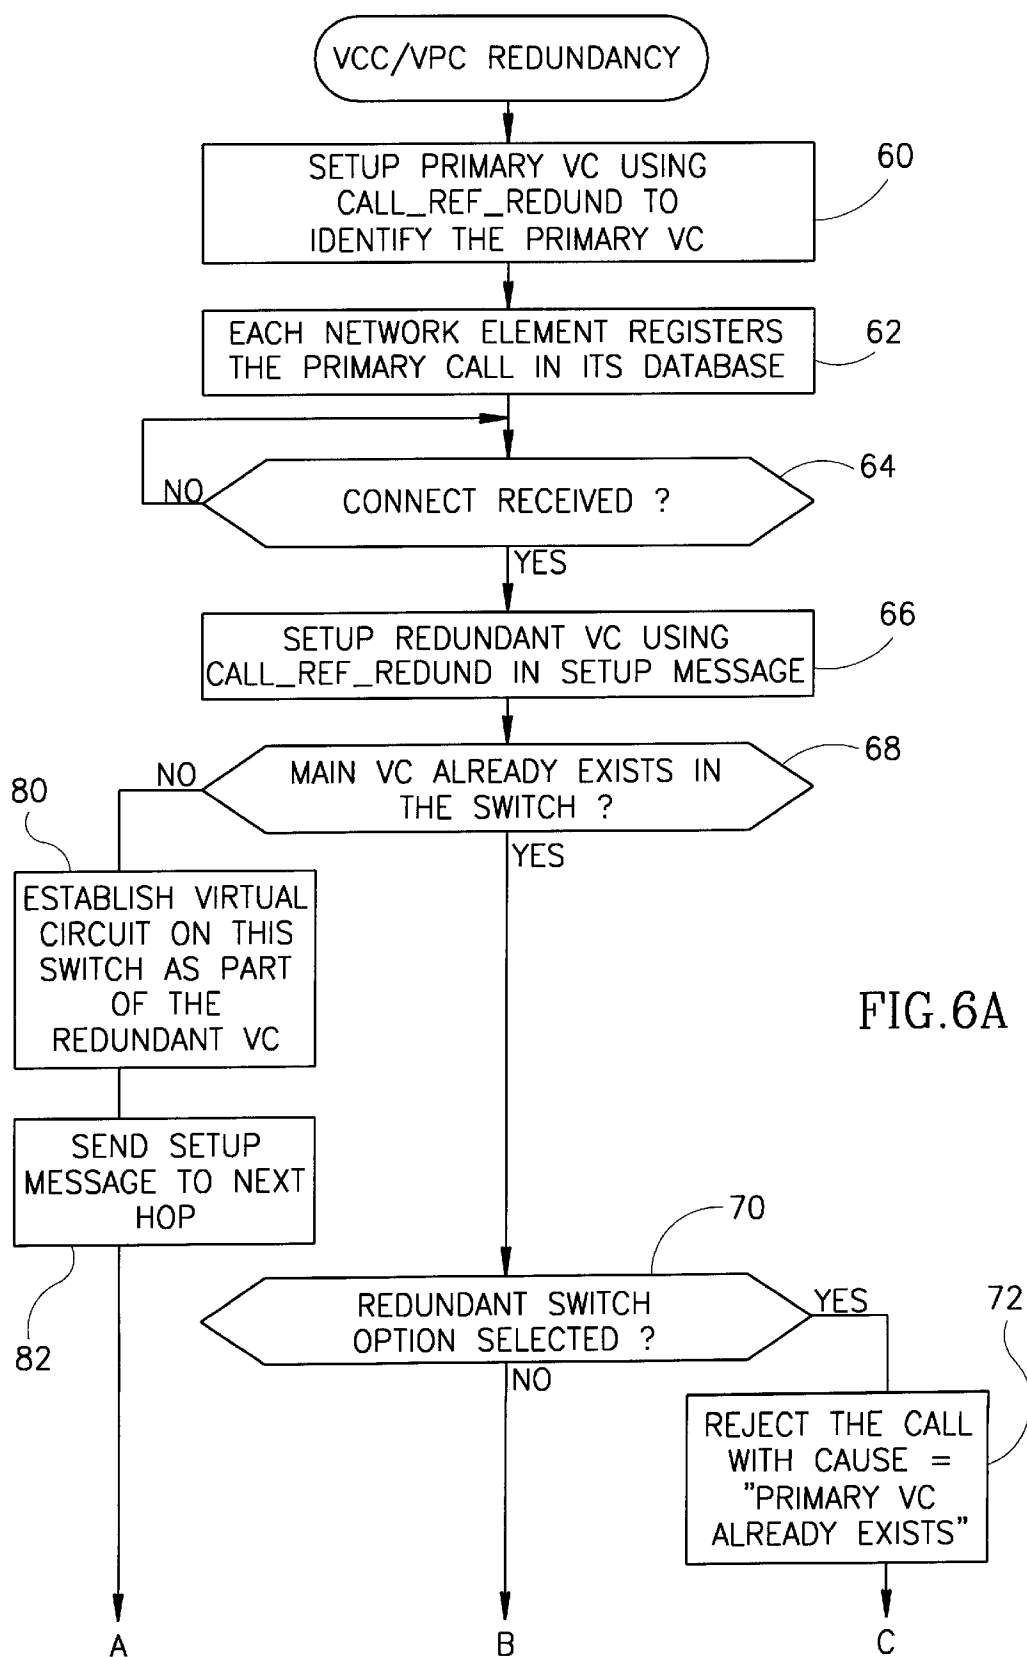 VCC/VPC REDUNDANCY
SETUP PRIMARY VC USING
CALL_REF_REDUND TO
IDENTIFY THE PRIMARY VC
60
EACH NETWORK ELEMENT REGISTERS
THE PRIMARY CALL IN ITS DATABASE
62
CONNECT RECEIVED ?
64
NO
YES
SETUP REDUNDANT VC USING
CALL_REF_REDUND IN SETUP MESSAGE
66
MAIN VC ALREADY EXISTS IN
THE SWITCH ?
68
NO
YES
80
ESTABLISH VIRTUAL
CIRCUIT ON THIS
SWITCH AS PART
OF THE
REDUNDANT VC
FIG.6A
SEND SETUP
MESSAGE TO NEXT
HOP
82
70
REDUNDANT SWITCH
OPTION SELECTED ?
YES
NO
72
REJECT THE CALL
WITH CAUSE =
"PRIMARY VC
ALREADY EXISTS"
A
B
C